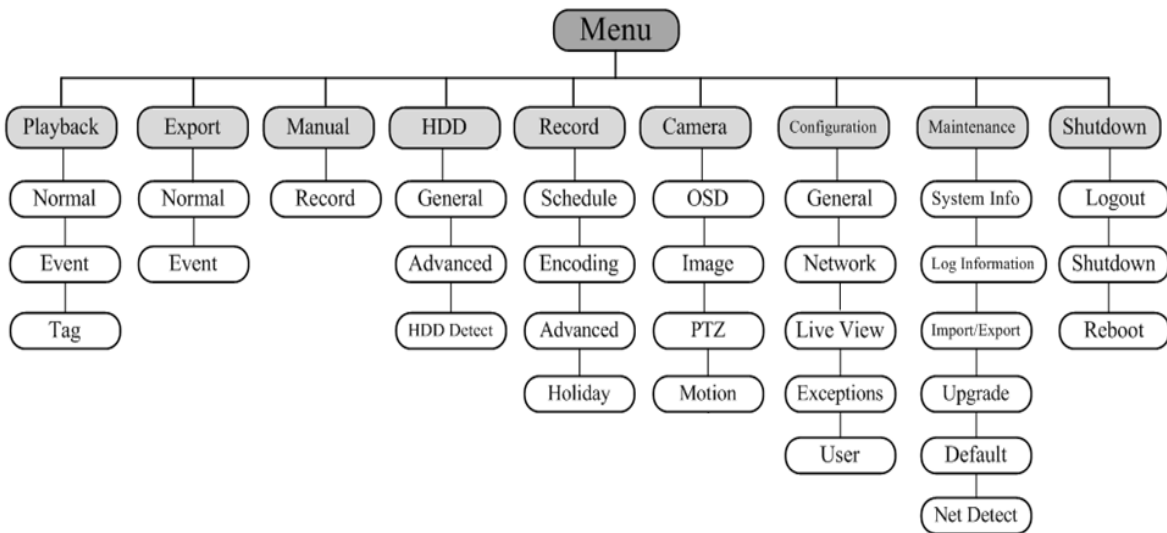 Menu
Playback Export Manual HDD Record Camera Configuration Maintenance Shutdown
Normal Normal Record General Schedule OSD General System Info Logout
Event Event Advanced Encoding Image Network Log Information Shutdown
Tag HDD Detect Advanced PTZ Live View Import/Export Reboot
Holiday Motion Exceptions Upgrade
User Default
Net Detect